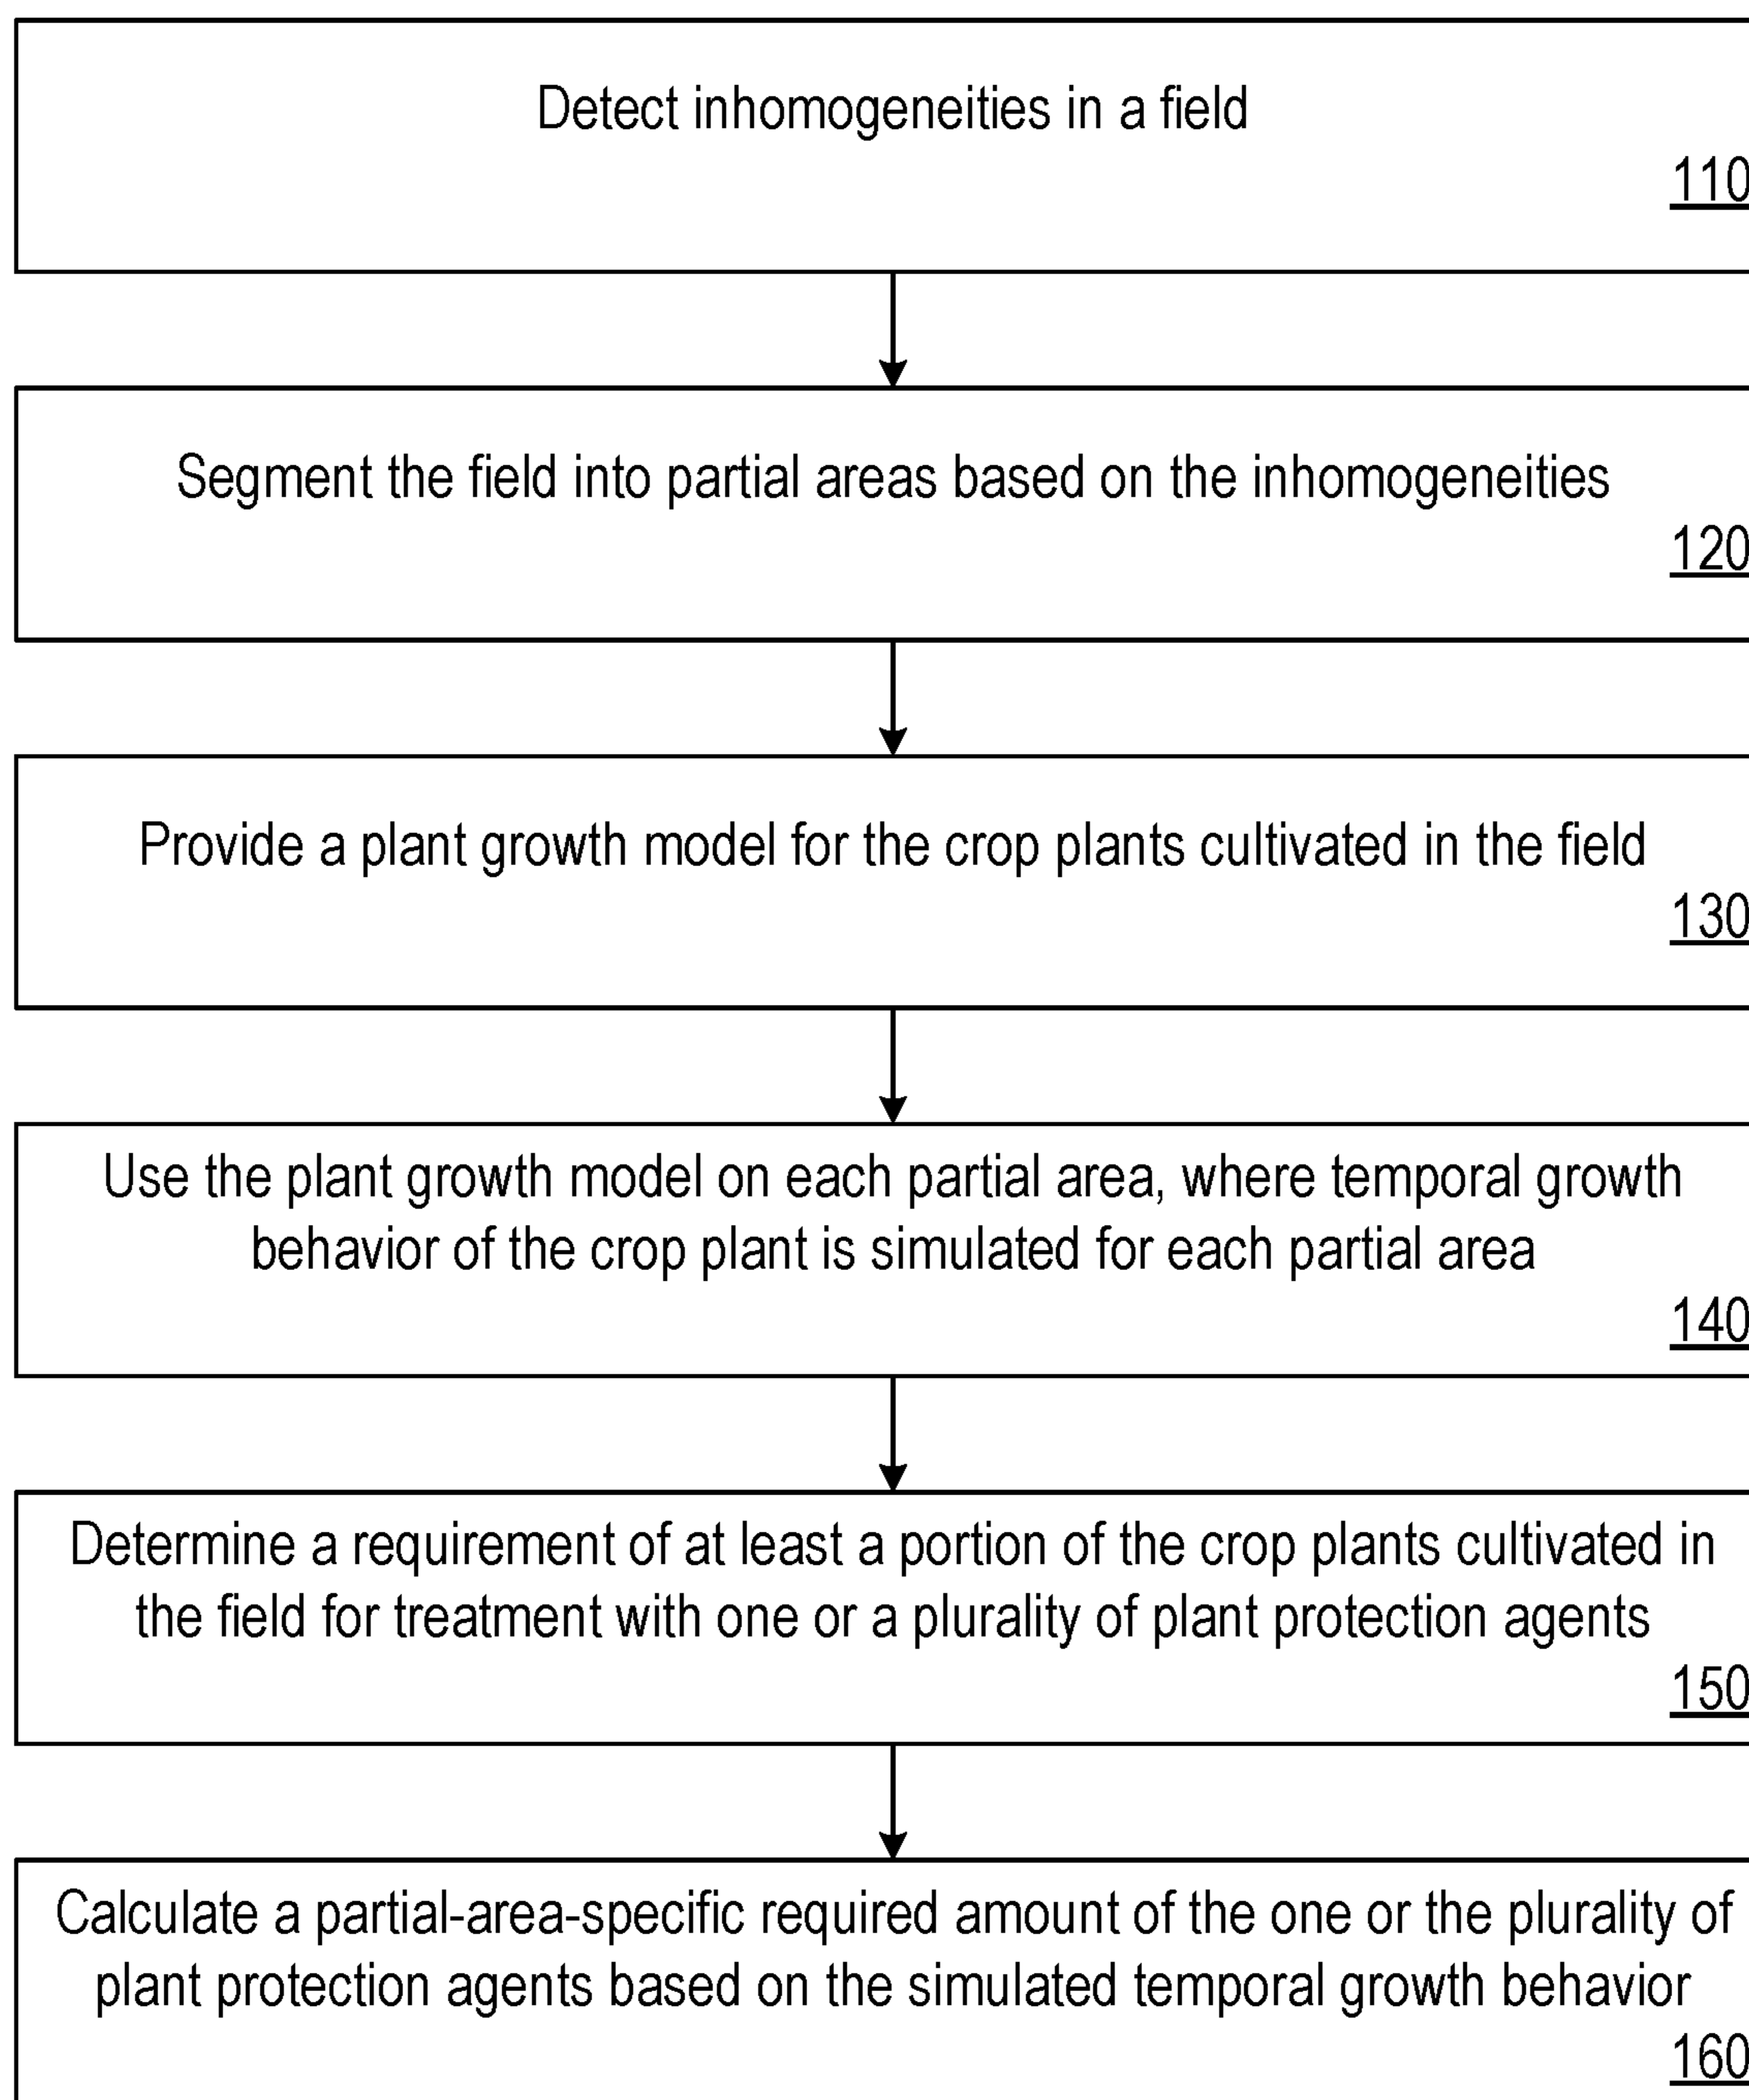 Detect inhomogeneities in a field
110
Segment the field into partial areas based on the inhomogeneities
120
Provide a plant growth model for the crop plants cultivated in the field
130
Use the plant growth model on each partial area, where temporal growth
behavior of the crop plant is simulated for each partial area
140
Determine a requirement of at least a portion of the crop plants cultivated in
the field for treatment with one or a plurality of plant protection agents
150
Calculate a partial-area-specific required amount of the one or the plurality of
plant protection agents based on the simulated temporal growth behavior
160